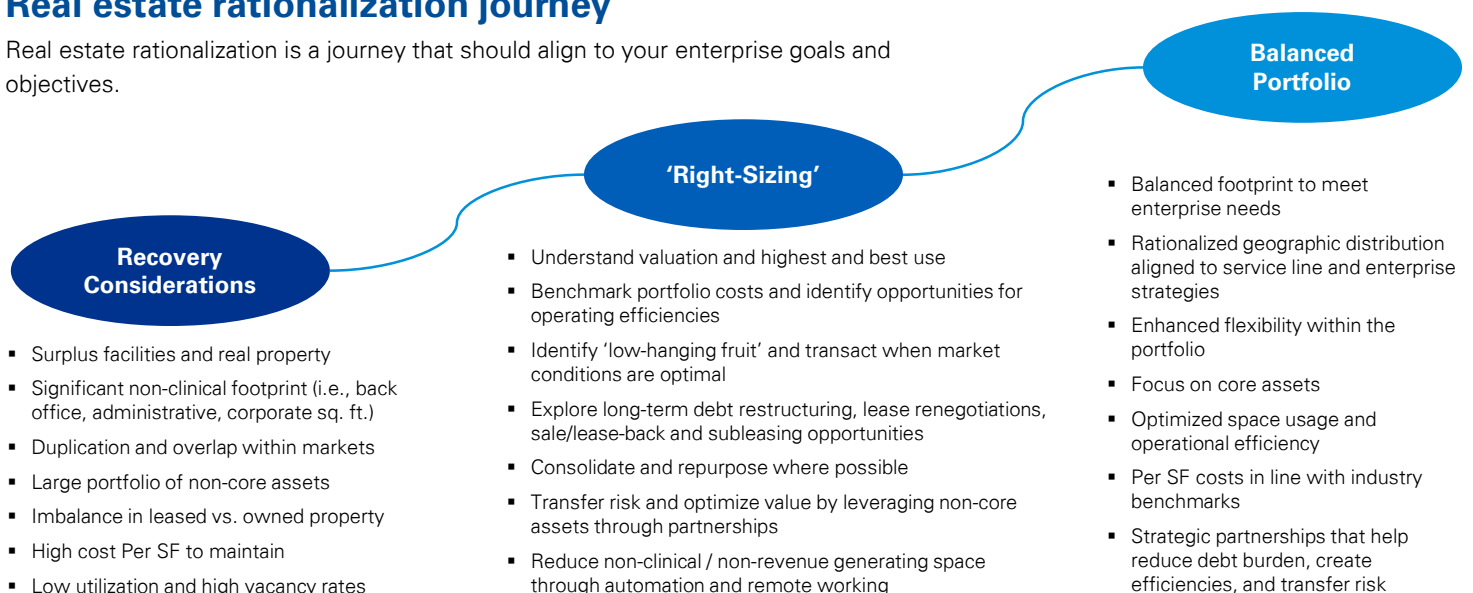 Real estate rationalization journey
Real estate rationalization is a journey that should align to your enterprise goals and
objectives.
Recovery
Considerations
▪ Surplus facilities and real property
▪ Significant non-clinical footprint (i.e., back
office, administrative, corporate sq. ft.)
▪ Duplication and overlap within markets
▪ Large portfolio of non-core assets
▪ Imbalance in leased vs. owned property
▪ High cost Per SF to maintain
▪ Low utilization and high vacancy rates
‘Right-Sizing’
▪ Understand valuation and highest and best use
▪ Benchmark portfolio costs and identify opportunities for
operating efficiencies
▪ Identify ‘low-hanging fruit’ and transact when market
conditions are optimal
▪ Explore long-term debt restructuring, lease renegotiations,
sale/lease-back and subleasing opportunities
▪ Consolidate and repurpose where possible
▪ Transfer risk and optimize value by leveraging non-core
assets through partnerships
▪ Reduce non-clinical / non-revenue generating space
through automation and remote working
Balanced
Portfolio
▪ Balanced footprint to meet
enterprise needs
▪ Rationalized geographic distribution
aligned to service line and enterprise
strategies
▪ Enhanced flexibility within the
portfolio
▪ Focus on core assets
▪ Optimized space usage and
operational efficiency
▪ Per SF costs in line with industry
benchmarks
▪ Strategic partnerships that help
reduce debt burden, create
efficiencies, and transfer risk